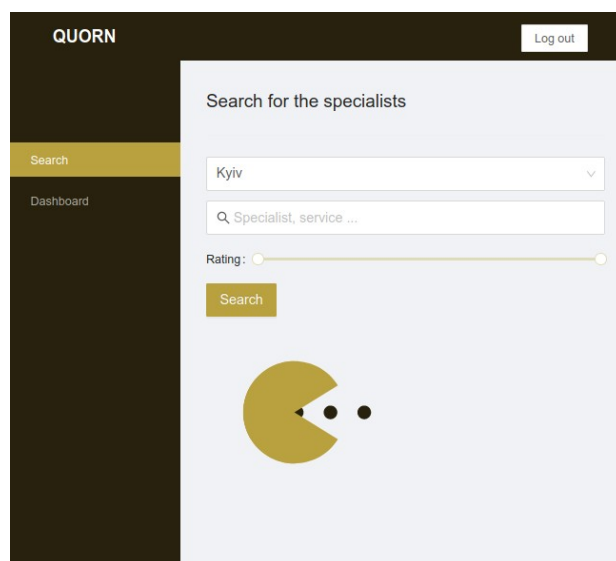 QUORN
Log out
Search for the specialists
Search
Dashboard
Kyiv
Specialist, service ...
Rating:
Search